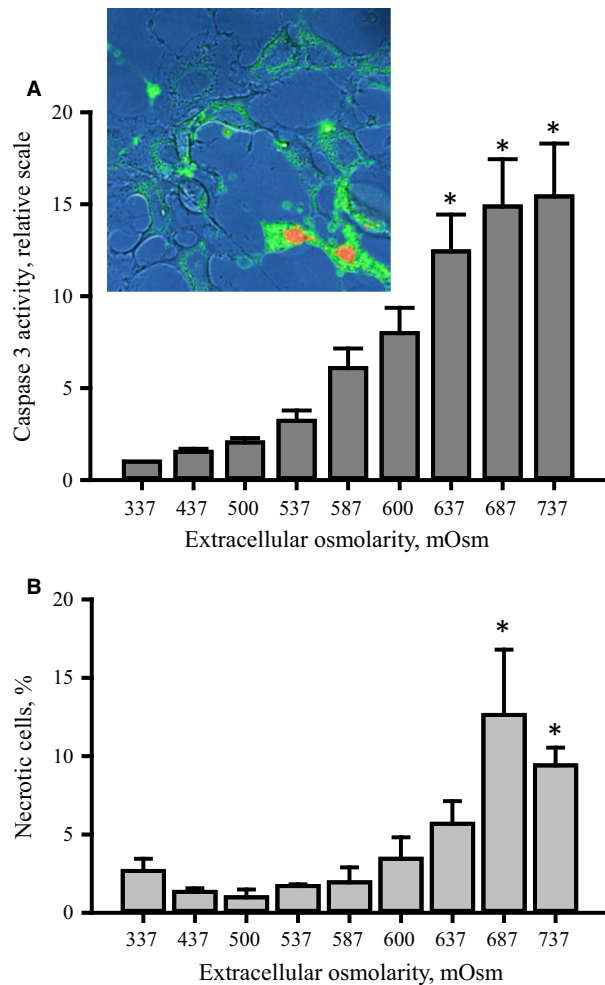 A
Caspase 3 activity, relative scale
20
15
10
5
0
* * *
337 437 500 537 587 600 637 687 737
Extracellular osmolarity, mOsm
B
Necrotic cells, %
20
15
10
5
0
* *
337 437 500 537 587 600 637 687 737
Extracellular osmolarity, mOsm